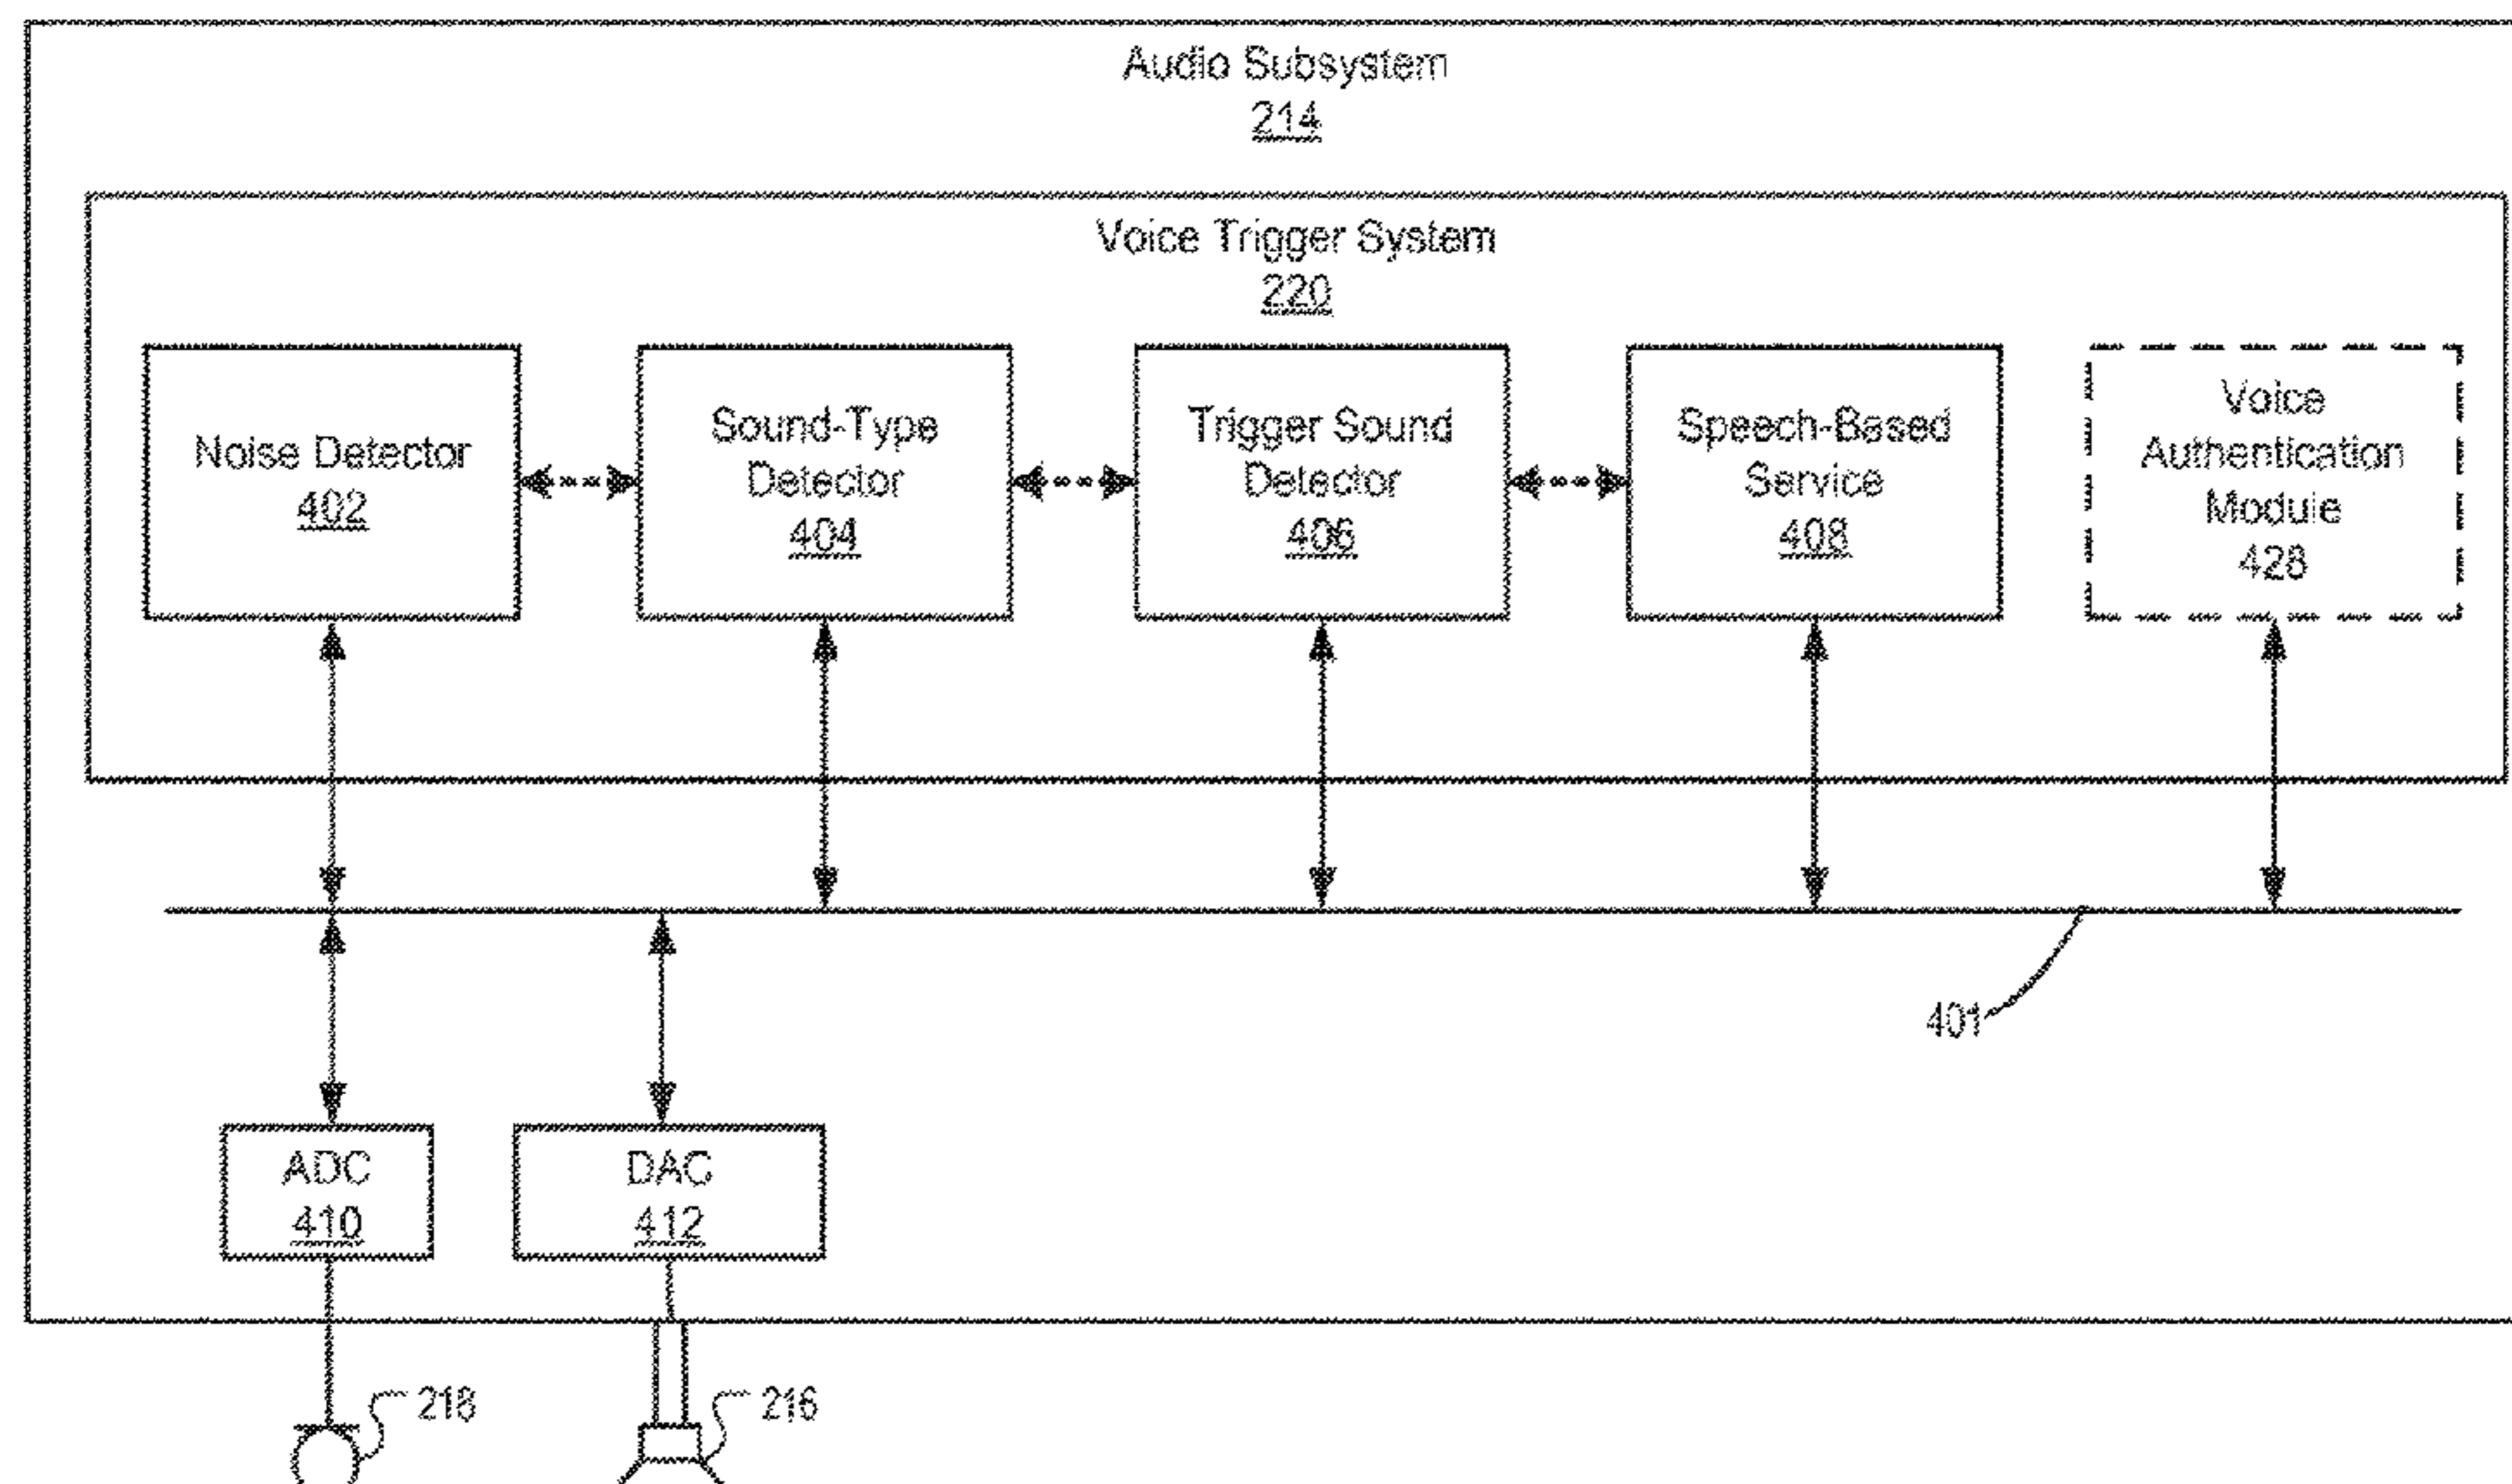 Audio Subsystem
214
Voice Trigger System
220
Noise Detector
402
Sound-Type
Detector
404
Trigger Sound
Detector
406
Speech-Based
Service
408
Voice
Authentication
Module
428
401
ADC
410
DAC
412
218
216